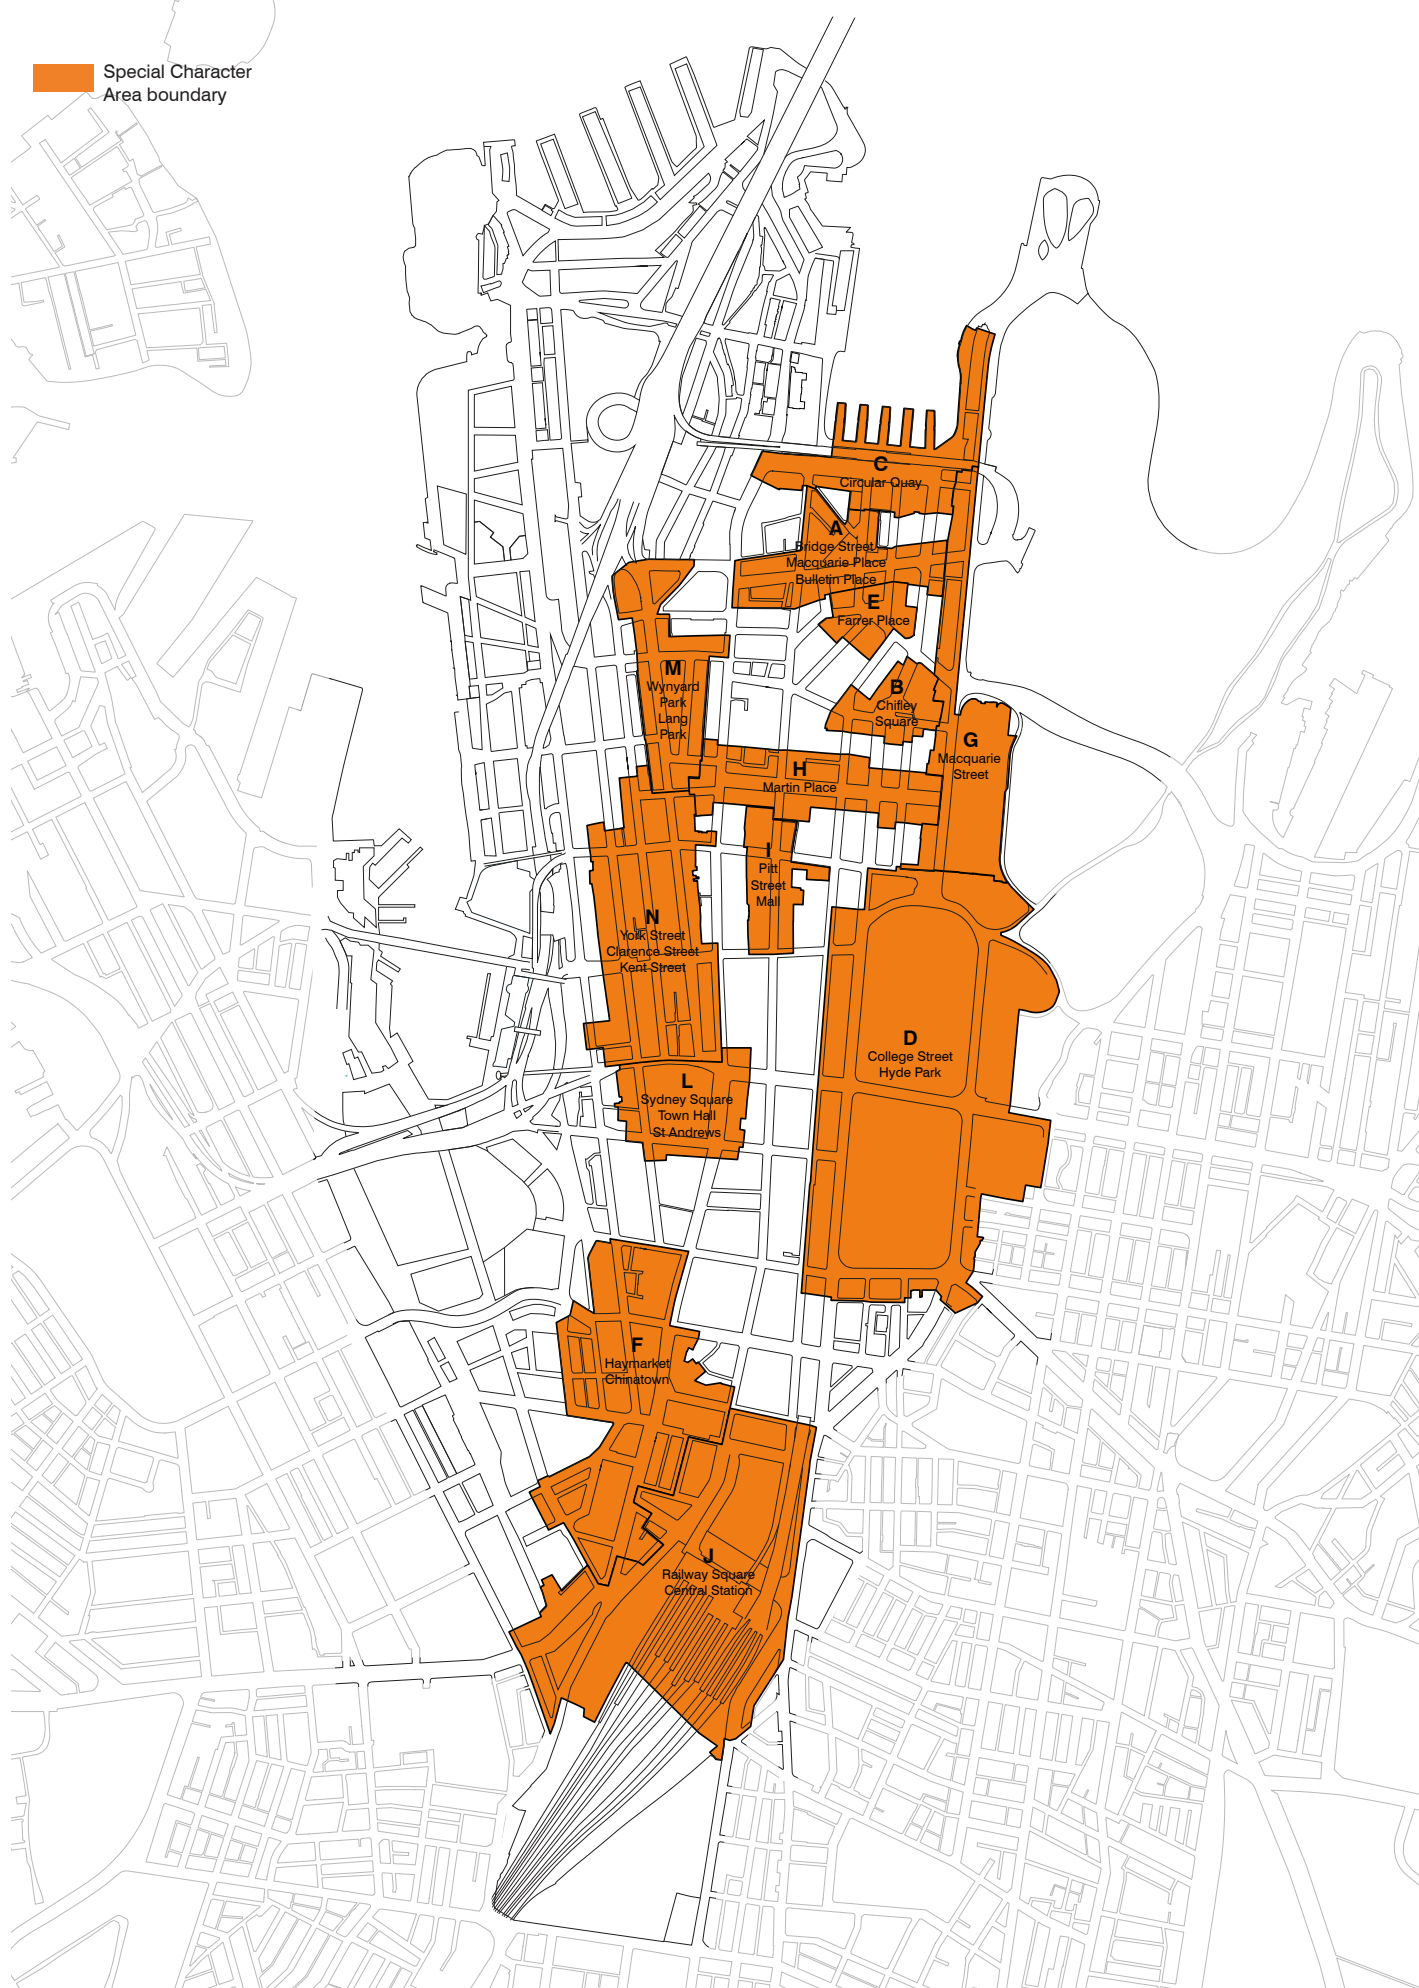 Special Character
Area boundary
C
Circular Quay
A
Bridge Street
Macquarie Place
Bulletin Place
E
Farrer Place
M
Wynyard
Park
Lang
Park
B
Chifley
Square
G
Macquarie
Street
H
Martin Place
I
Pitt
Street
Mall
N
York Street
Clarence Street
Kent Street
D
College Street
Hyde Park
L
Sydney Square
Town Hall
St Andrews
F
Haymarket
Chinatown
J
Railway Square
Central Station